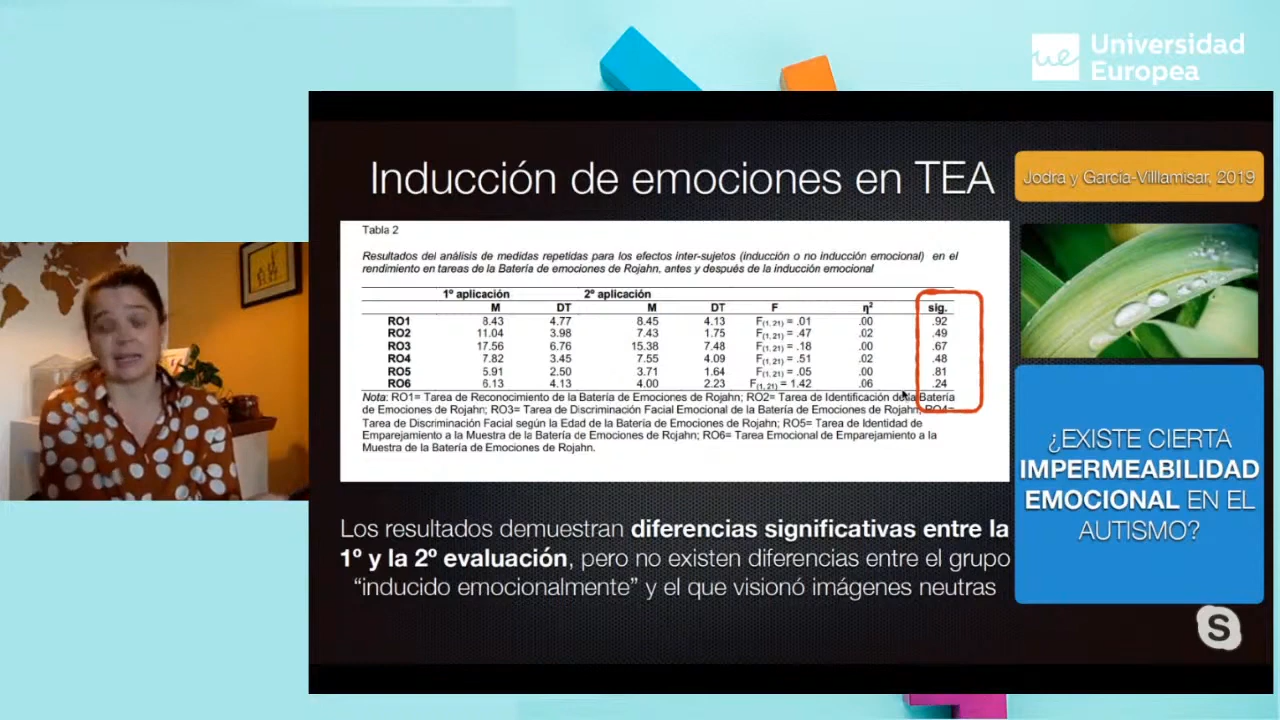 Universidad
Europea
Inducción de emociones en TEA
Jodra y García-Villlamisar, 2019
Tabla 2
Resultados del análisis de medidas repetidas para los efectos inter-sujetos (inducción o no inducción emocional) en el
rendimiento en tareas de la Batería de emociones de Rojahn, antes y después de la inducción emocional
1º aplicación 2º aplicación
M DT M DT F η² sig.
RO1 8.43 4.77 8.45 4.13 F(1, 21) = .01 .00 .92
RO2 11.04 3.98 7.43 1.75 F(1, 21) = .47 .02 .49
RO3 17.56 6.76 15.38 7.48 F(1, 21) = .18 .00 .67
RO4 7.82 3.45 7.55 4.09 F(1, 21) = .51 .02 .48
RO5 5.91 2.50 3.71 1.64 F(1, 21) = .05 .00 .81
RO6 6.13 4.13 4.00 2.23 F(1, 21) = 1.42 .06 .24
Nota: RO1= Tarea de Reconocimiento de la Batería de Emociones de Rojahn; RO2= Tarea de Identificación de la Batería
de Emociones de Rojahn; RO3= Tarea de Discriminación Facial Emocional de la Batería de Emociones de Rojahn; RO4=
Tarea de Discriminación Facial según la Edad de la Batería de Emociones de Rojahn; RO5= Tarea de Identidad de
Emparejamiento a la Muestra de la Batería de Emociones de Rojahn; RO6= Tarea Emocional de Emparejamiento a la
Muestra de la Batería de Emociones de Rojahn.
¿EXISTE CIERTA
IMPERMEABILIDAD
EMOCIONAL EN EL
AUTISMO?
Los resultados demuestran diferencias significativas entre la
1º y la 2º evaluación, pero no existen diferencias entre el grupo
“inducido emocionalmente” y el que visionó imágenes neutras
S